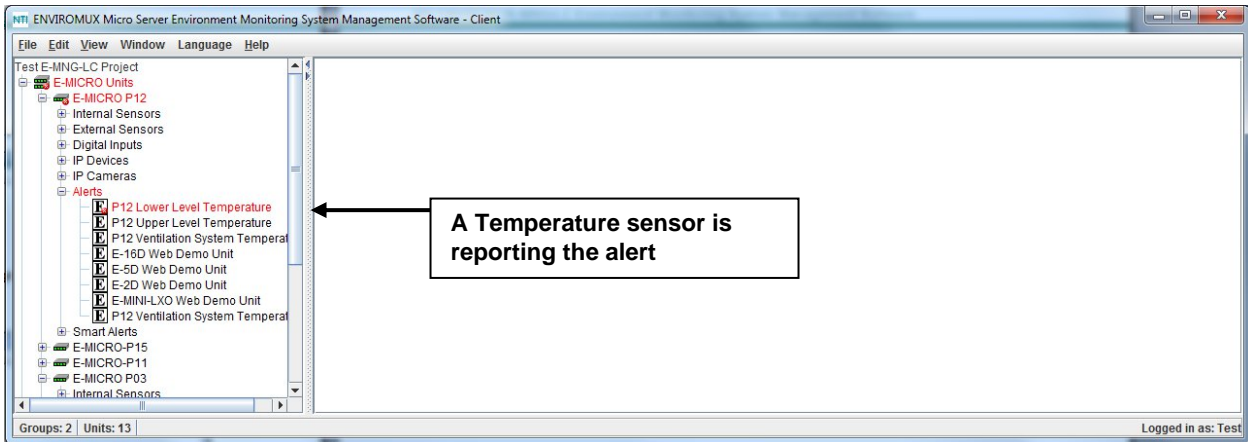 NTI ENVIROMUX Micro Server Environment Monitoring System Management Software - Client
File Edit View Window Language Help
Test E-MNG-LC Project
E-MICRO Units
E-MICRO P12
Internal Sensors
External Sensors
Digital Inputs
IP Devices
IP Cameras
Alerts
E P12 Lower Level Temperature
E P12 Upper Level Temperature
E P12 Ventilation System Temperat
E E-16D Web Demo Unit
E E-5D Web Demo Unit
E E-2D Web Demo Unit
E E-MINI-LXO Web Demo Unit
E P12 Ventilation System Temperat
Smart Alerts
E-MICRO-P15
E-MICRO-P11
E-MICRO P03
Internal Sensors
A Temperature sensor is
reporting the alert
Groups: 2 Units: 13
Logged in as: Test